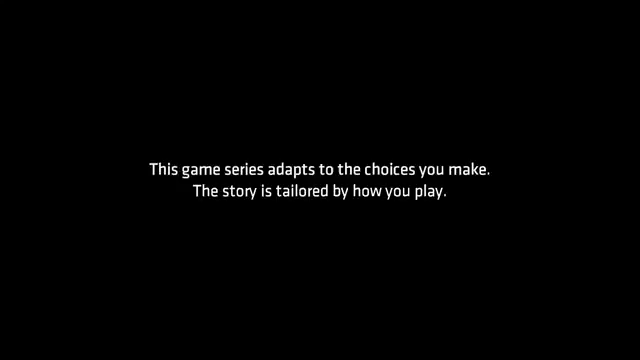 This game series adapts to the choices you make.
The story is tailored by how you play.